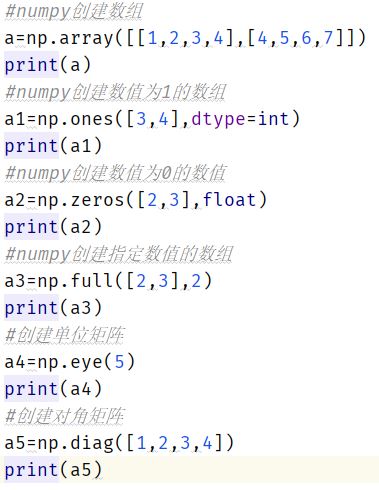 #numpy创建数组
a=np.array([[1,2,3,4],[4,5,6,7]])
print(a)
#numpy创建数值为1的数组
a1=np.ones([3,4],dtype=int)
print(a1)
#numpy创建数值为0的数值
a2=np.zeros([2,3],float)
print(a2)
#numpy创建指定数值的数组
a3=np.full([2,3],2)
print(a3)
#创建单位矩阵
a4=np.eye(5)
print(a4)
#创建对角矩阵
a5=np.diag([1,2,3,4])
print(a5)